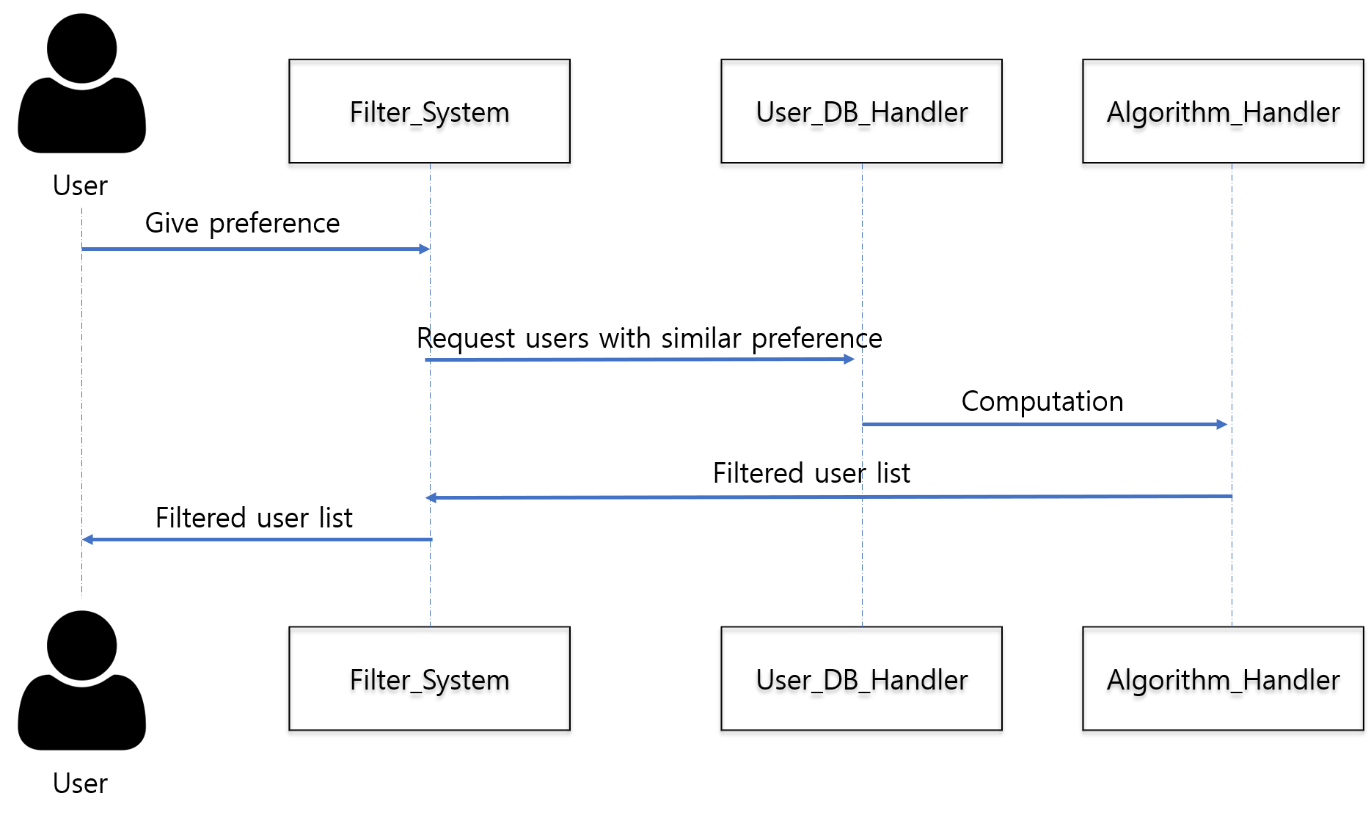 Filter_System
User_DB_Handler
Algorithm_Handler
User
Give preference
Request users with similar preference
Computation
Filtered user list
Filtered user list
Filter_System
User_DB_Handler
Algorithm_Handler
User